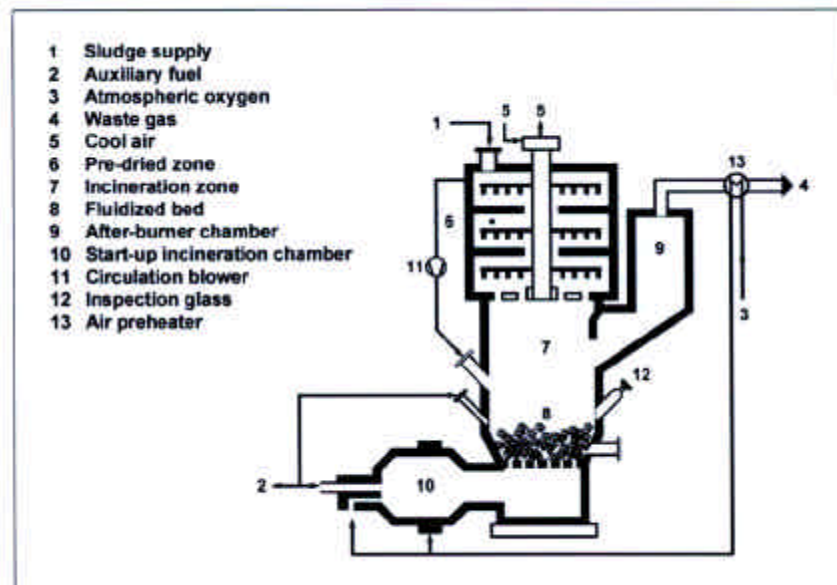 1 Sludge supply
2 Auxiliary fuel
3 Atmospheric oxygen
4 Waste gas
5 Cool air
6 Pre-dried zone
7 Incineration zone
8 Fluidized bed
9 After-burner chamber
10 Start-up incineration chamber
11 Circulation blower
12 Inspection glass
13 Air preheater
5 5
1
13
4
6
9
11
3
7
12
8
2
10